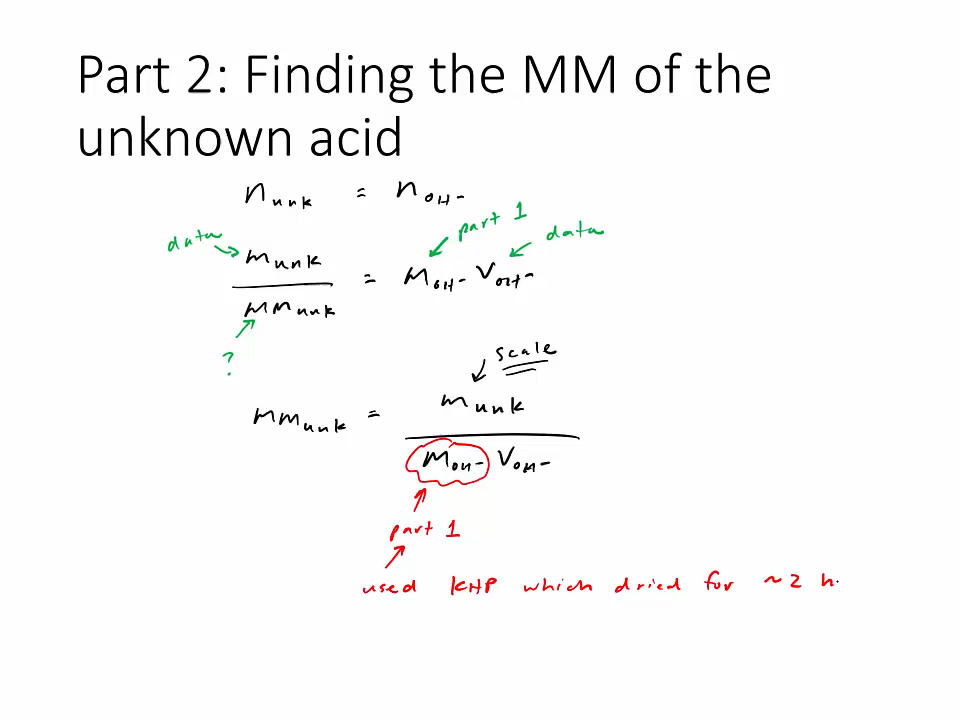 Part 2: Finding the MM of the
unknown acid
n unk = n OH-
part 1
data
data
m unk = M OH- V OH-
MM unk
?
scale
MM unk = m unk
M OH- V OH-
part 1
used KHP which dried for ~2 h.